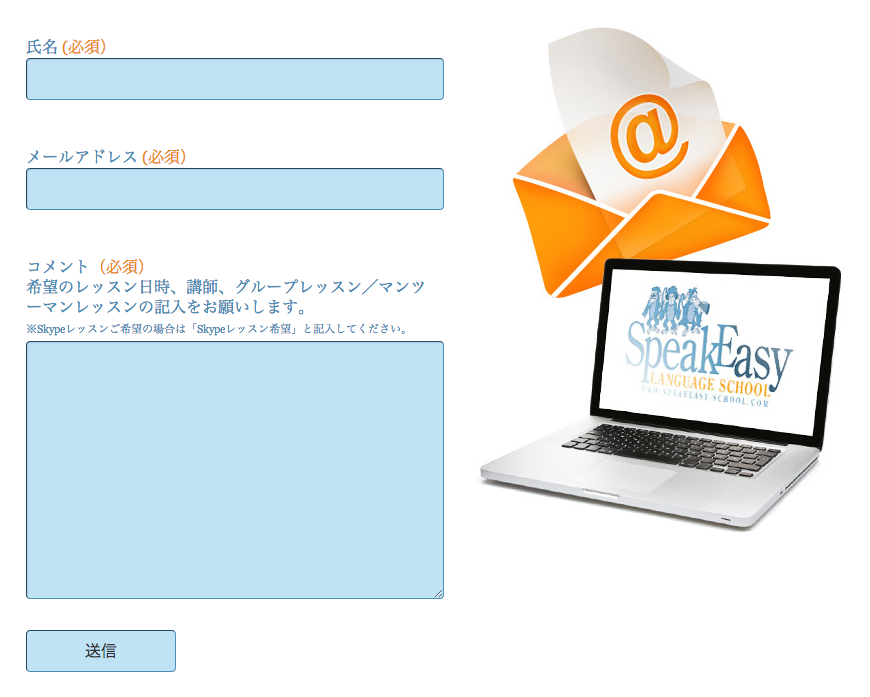 氏名 (必須)
メールアドレス (必須)
コメント（必須）
希望のレッスン日時、講師、グループレッスン／マンツ
ーマンレッスンの記入をお願いします。
※Skypeレッスンご希望の場合は「Skypeレッスン希望」と記入してください。
送信
@
SpeakEasy
LANGUAGE SCHOOL
WWW.SPEAKEASY-SCHOOL.COM